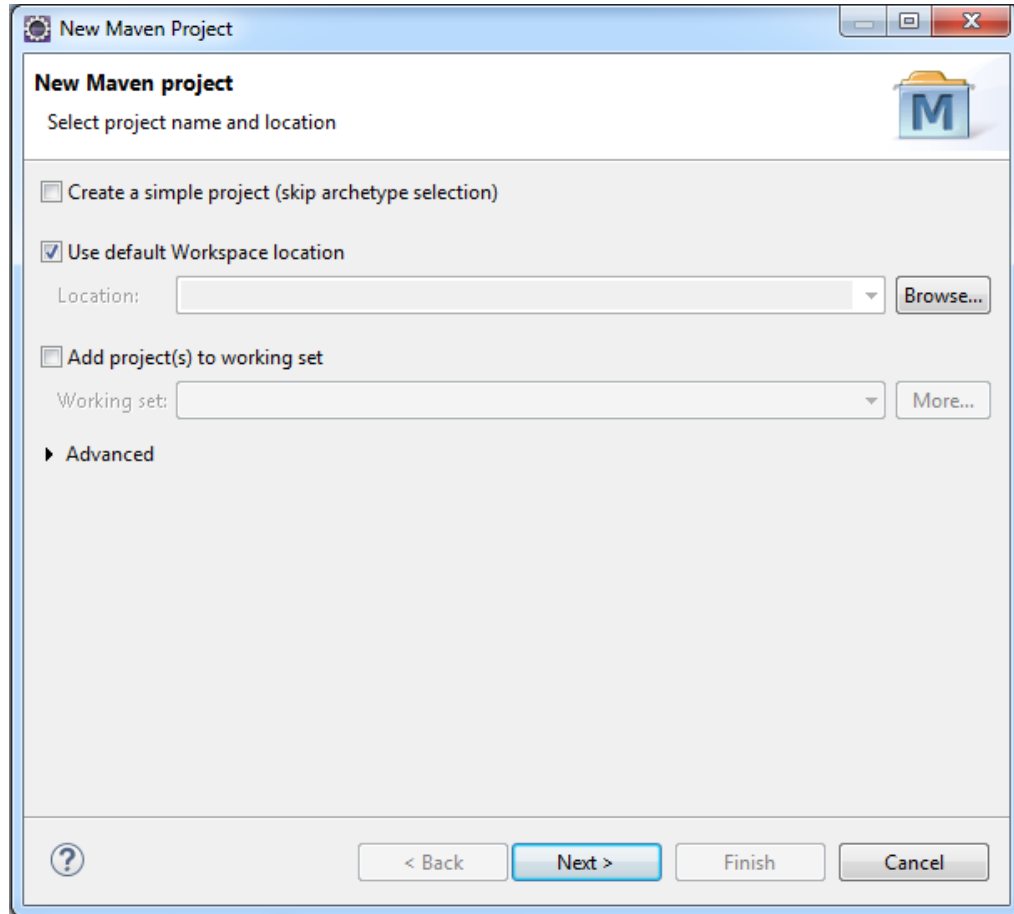 New Maven Project
New Maven project
Select project name and location
M
Create a simple project (skip archetype selection)
Use default Workspace location
Location:
Browse...
Add project(s) to working set
Working set:
More...
Advanced
?
< Back
Next >
Finish
Cancel